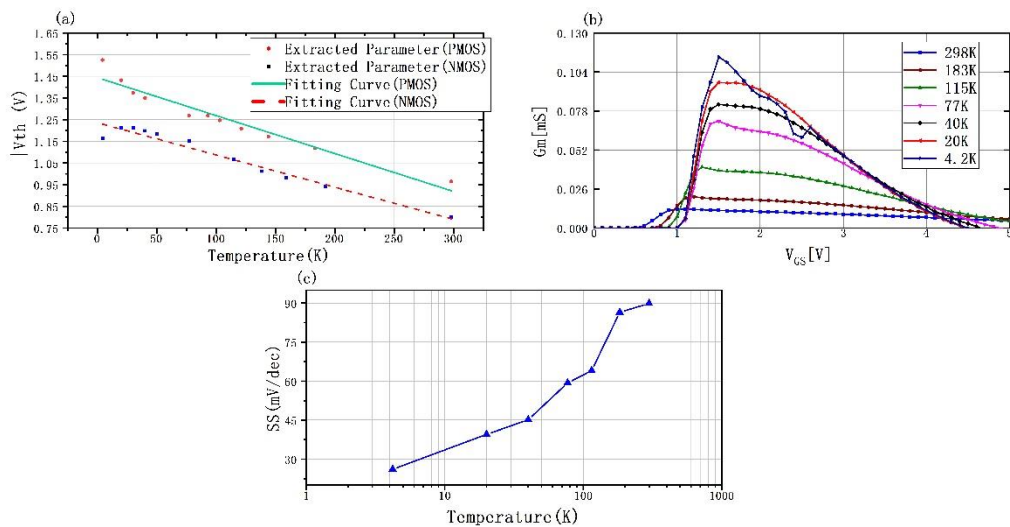 (a)
|Vth (V)
1.65
1.55
1.45
1.35
1.25
1.15
1.05
0.95
0.85
0.75
Extracted Parameter(PMOS)
Extracted Parameter(NMOS)
Fitting Curve(PMOS)
Fitting Curve(NMOS)
0 50 100 150 200 250 300
Temperature(K)
(b)
Gm[mS]
0.130
0.104
0.078
0.052
0.026
0.000
298K
183K
115K
77K
40K
20K
4.2K
0 1 2 3 4 5
VGS[V]
(c)
SS(mV/dec)
90
75
60
45
30
1 10 100 1000
Temperature(K)